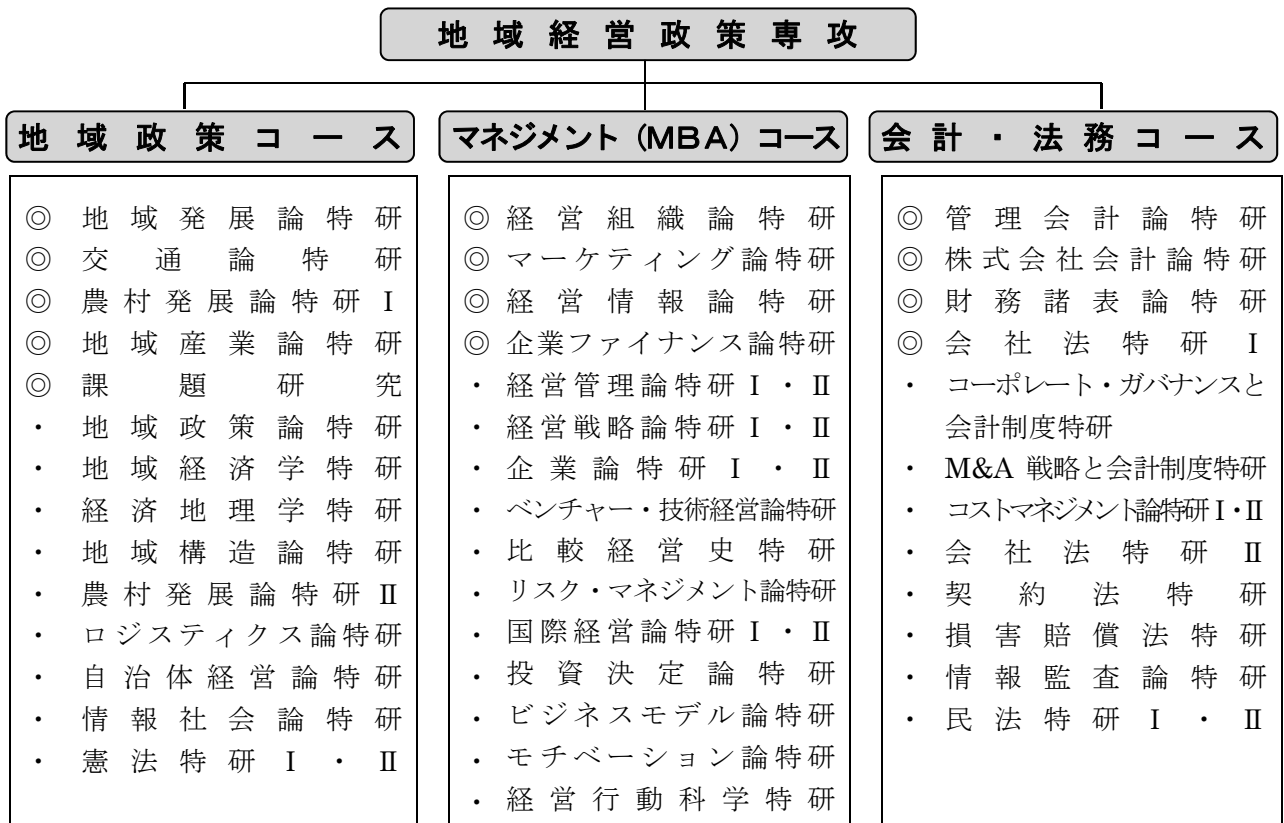 地域経営政策専攻
地域政策コース
◎ 地域発展論特研
◎ 交通論特研
◎ 農村発展論特研Ⅰ
◎ 地域産業論特研
◎ 課題研究
・ 地域政策論特研
・ 地域経済学特研
・ 経済地理学特研
・ 地域構造論特研
・ 農村発展論特研Ⅱ
・ ロジスティクス論特研
・ 自治体経営論特研
・ 情報社会論特研
・ 憲法特研Ⅰ・Ⅱ
マネジメント（MBA）コース
◎ 経営組織論特研
◎ マーケティング論特研
◎ 経営情報論特研
◎ 企業ファイナンス論特研
・ 経営管理論特研Ⅰ・Ⅱ
・ 経営戦略論特研Ⅰ・Ⅱ
・ 企業論特研Ⅰ・Ⅱ
・ ベンチャー・技術経営論特研
・ 比較経営史特研
・ リスク・マネジメント論特研
・ 国際経営論特研Ⅰ・Ⅱ
・ 投資決定論特研
・ ビジネスモデル論特研
・ モチベーション論特研
・ 経営行動科学特研
会計・法務コース
◎ 管理会計論特研
◎ 株式会社会計論特研
◎ 財務諸表論特研
◎ 会社法特研Ⅰ
・ コーポレート・ガバナンスと
会計制度特研
・ M&A 戦略と会計制度特研
・ コストマネジメント論特研Ⅰ・Ⅱ
・ 会社法特研Ⅱ
・ 契約法特研
・ 損害賠償法特研
・ 情報監査論特研
・ 民法特研Ⅰ・Ⅱ